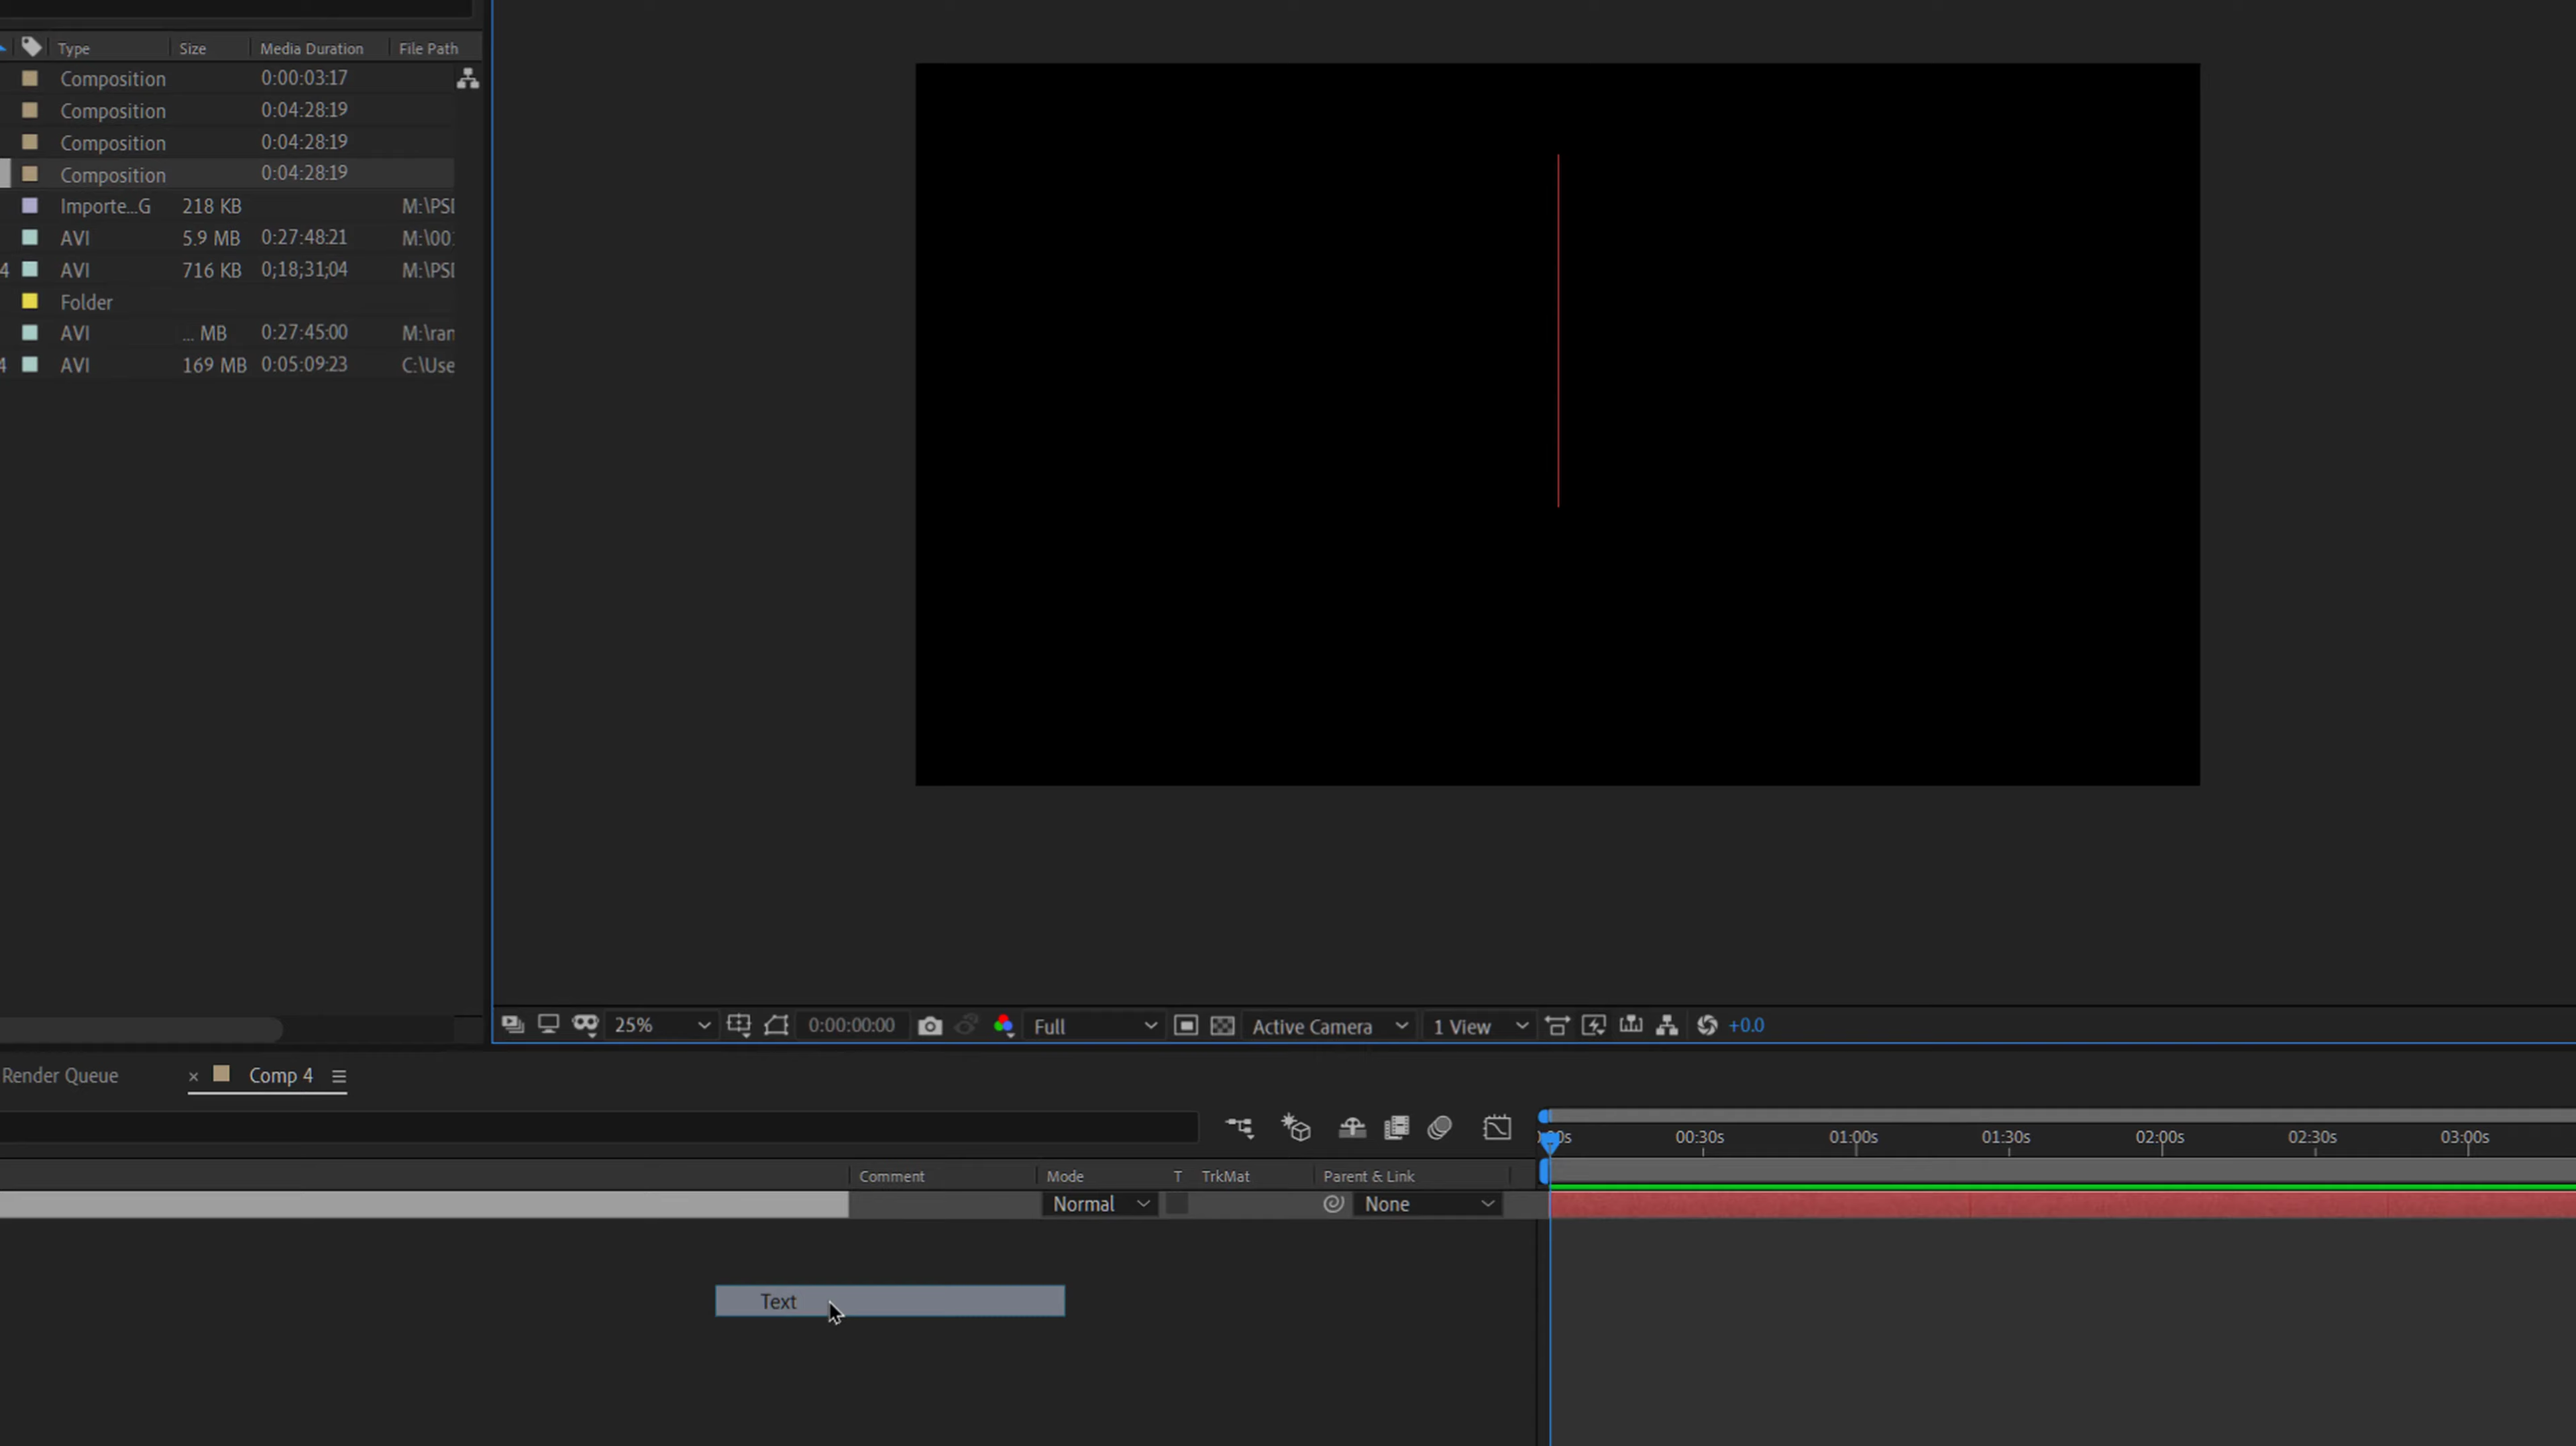 Type Size Media Duration File Path
Composition 0:00:03:17
Composition 0:04:28:19
Composition 0:04:28:19
Composition 0:04:28:19
Importe...G 218 KB M:\PSI
AVI 5.9 MB 0:27:48:21 M:\001
4 AVI 716 KB 0;18;31;04 M:\PSI
Folder
AVI ... MB 0:27:45:00 M:\ran
4 AVI 169 MB 0:05:09:23 C:\Use
25% 0:00:00:00 Full Active Camera 1 View +0.0
Render Queue × Comp 4
00s 00:30s 01:00s 01:30s 02:00s 02:30s 03:00s
Comment Mode T TrkMat Parent & Link
Normal None
Text